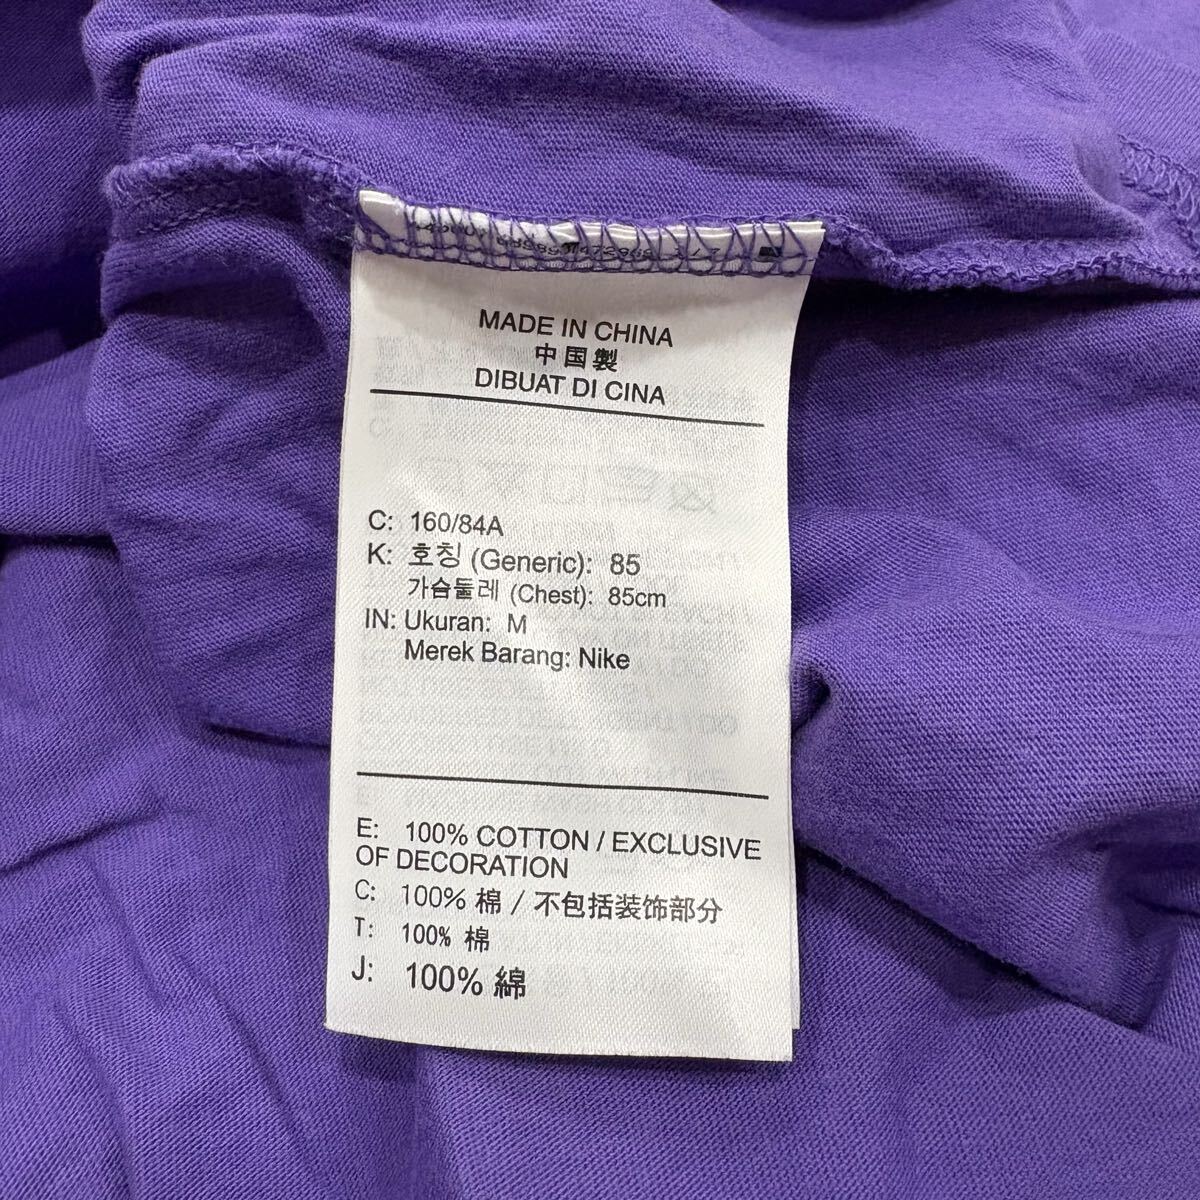 MADE IN CHINA
中国製
DIBUAT DI CINA
C: 160/84A
K: 호칭 (Generic): 85
가슴둘레 (Chest): 85cm
IN: Ukuran: M
Merek Barang: Nike
E: 100% COTTON / EXCLUSIVE
OF DECORATION
C: 100% 棉 / 不包括装饰部分
T: 100% 棉
J: 100% 綿